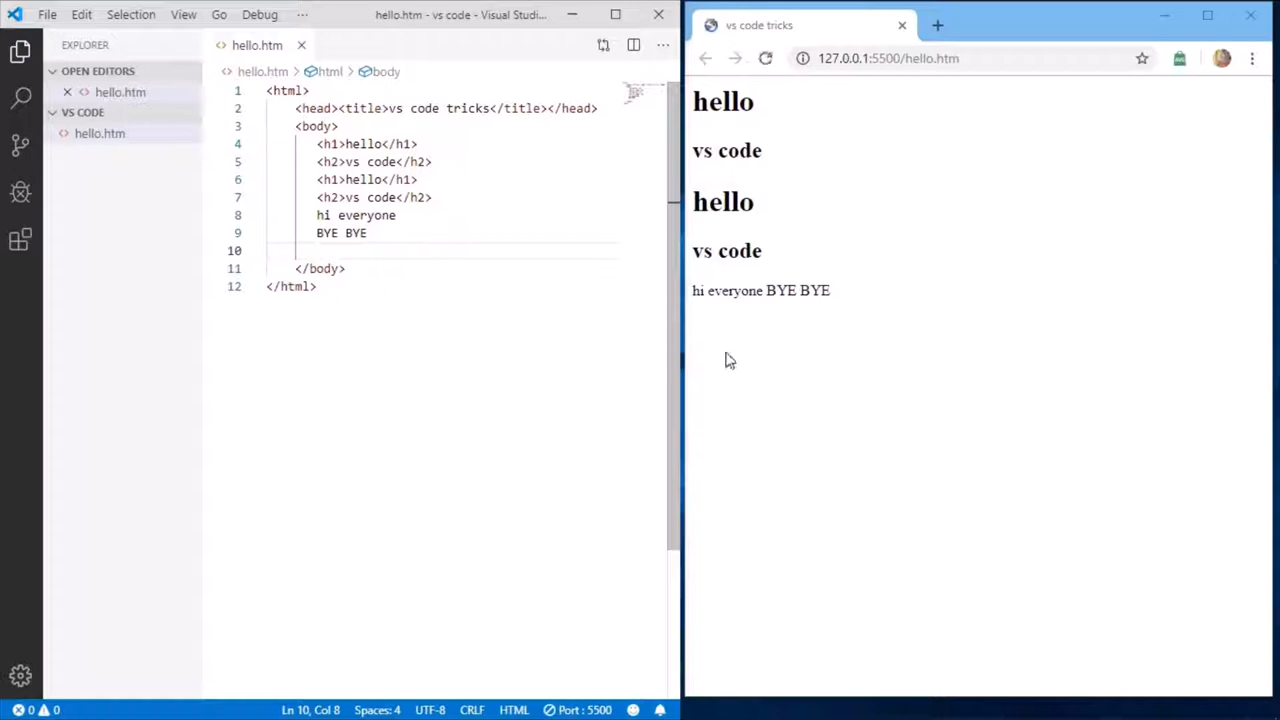 File Edit Selection View Go Debug ··· hello.htm - vs code - Visual Studi...
EXPLORER
OPEN EDITORS
hello.htm
VS CODE
hello.htm
hello.htm
hello.htm > html > body
1 <html>
2 <head><title>vs code tricks</title></head>
3 <body>
4 <h1>hello</h1>
5 <h2>vs code</h2>
6 <h1>hello</h1>
7 <h2>vs code</h2>
8 hi everyone
9 BYE BYE
10
11 </body>
12 </html>
0 0 Ln 10, Col 8 Spaces: 4 UTF-8 CRLF HTML Port : 5500
vs code tricks
127.0.0.1:5500/hello.htm
hello
vs code
hello
vs code
hi everyone BYE BYE